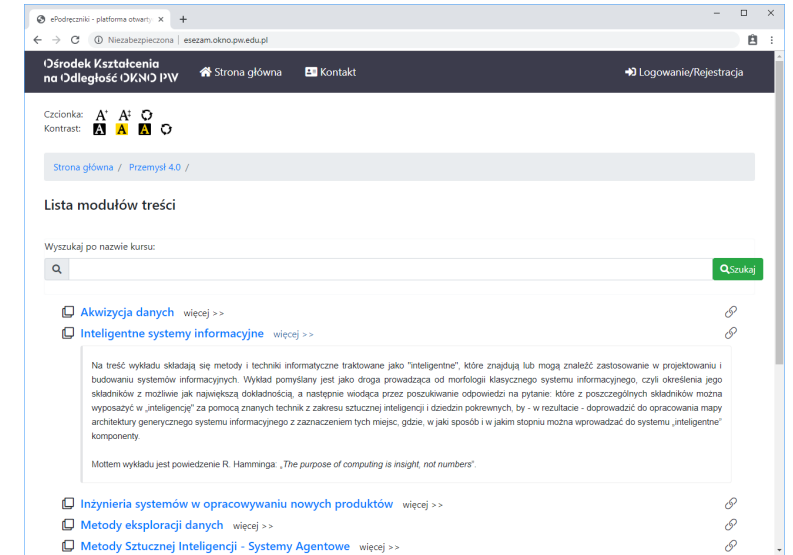 ePodręczniki - platforma otwarty
Niezabezpieczona | esezam.okno.pw.edu.pl
Ośrodek Kształcenia
na Odległość OKNO PW
Strona główna
Kontakt
Logowanie/Rejestracja
Czcionka: A+ A‡
Kontrast: A A A
Strona główna / Przemysł 4.0 /
Lista modułów treści
Wyszukaj po nazwie kursu:
Szukaj
Akwizycja danych więcej >>
Inteligentne systemy informacyjne więcej >>
Na treść wykładu składają się metody i techniki informatyczne traktowane jako "inteligentne", które znajdują lub mogą znaleźć zastosowanie w projektowaniu i
budowaniu systemów informacyjnych. Wykład pomyślany jest jako droga prowadząca od morfologii klasycznego systemu informacyjnego, czyli określenia jego
składników z możliwie jak największą dokładnością, a następnie wiodąca przez poszukiwanie odpowiedzi na pytanie: które z poszczególnych składników można
wyposażyć w „inteligencję" za pomocą znanych technik z zakresu sztucznej inteligencji i dziedzin pokrewnych, by - w rezultacie - doprowadzić do opracowania mapy
architektury generycznego systemu informacyjnego z zaznaczeniem tych miejsc, gdzie, w jaki sposób i w jakim stopniu można wprowadzać do systemu „inteligentne"
komponenty.
Mottem wykładu jest powiedzenie R. Hamminga: „The purpose of computing is insight, not numbers".
Inżynieria systemów w opracowywaniu nowych produktów więcej >>
Metody eksploracji danych więcej >>
Metody Sztucznej Inteligencji - Systemy Agentowe więcej >>